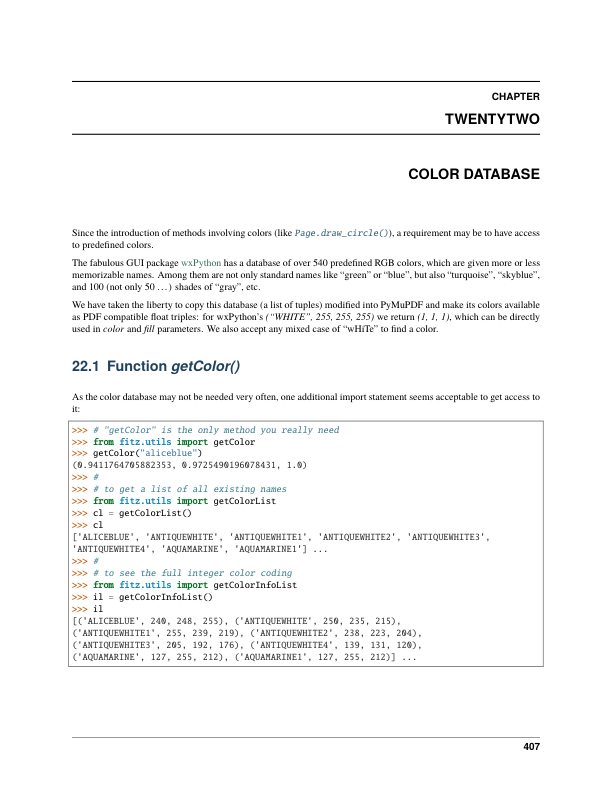 CHAPTER
TWENTYTWO
COLOR DATABASE
Since the introduction of methods involving colors (like Page.draw_circle()), a requirement may be to have access
to predefined colors.
The fabulous GUI package wxPython has a database of over 540 predefined RGB colors, which are given more or less
memorizable names. Among them are not only standard names like “green” or “blue”, but also “turquoise”, “skyblue”,
and 100 (not only 50 …) shades of “gray”, etc.
We have taken the liberty to copy this database (a list of tuples) modified into PyMuPDF and make its colors available
as PDF compatible float triples: for wxPython’s (“WHITE”, 255, 255, 255) we return (1, 1, 1), which can be directly
used in color and fill parameters. We also accept any mixed case of “wHiTe” to find a color.
22.1 Function getColor()
As the color database may not be needed very often, one additional import statement seems acceptable to get access to
it:
>>> # "getColor" is the only method you really need
>>> from fitz.utils import getColor
>>> getColor("aliceblue")
(0.9411764705882353, 0.9725490196078431, 1.0)
>>> #
>>> # to get a list of all existing names
>>> from fitz.utils import getColorList
>>> cl = getColorList()
>>> cl
['ALICEBLUE', 'ANTIQUEWHITE', 'ANTIQUEWHITE1', 'ANTIQUEWHITE2', 'ANTIQUEWHITE3',
'ANTIQUEWHITE4', 'AQUAMARINE', 'AQUAMARINE1'] ...
>>> #
>>> # to see the full integer color coding
>>> from fitz.utils import getColorInfoList
>>> il = getColorInfoList()
>>> il
[('ALICEBLUE', 240, 248, 255), ('ANTIQUEWHITE', 250, 235, 215),
('ANTIQUEWHITE1', 255, 239, 219), ('ANTIQUEWHITE2', 238, 223, 204),
('ANTIQUEWHITE3', 205, 192, 176), ('ANTIQUEWHITE4', 139, 131, 120),
('AQUAMARINE', 127, 255, 212), ('AQUAMARINE1', 127, 255, 212)] ...
407